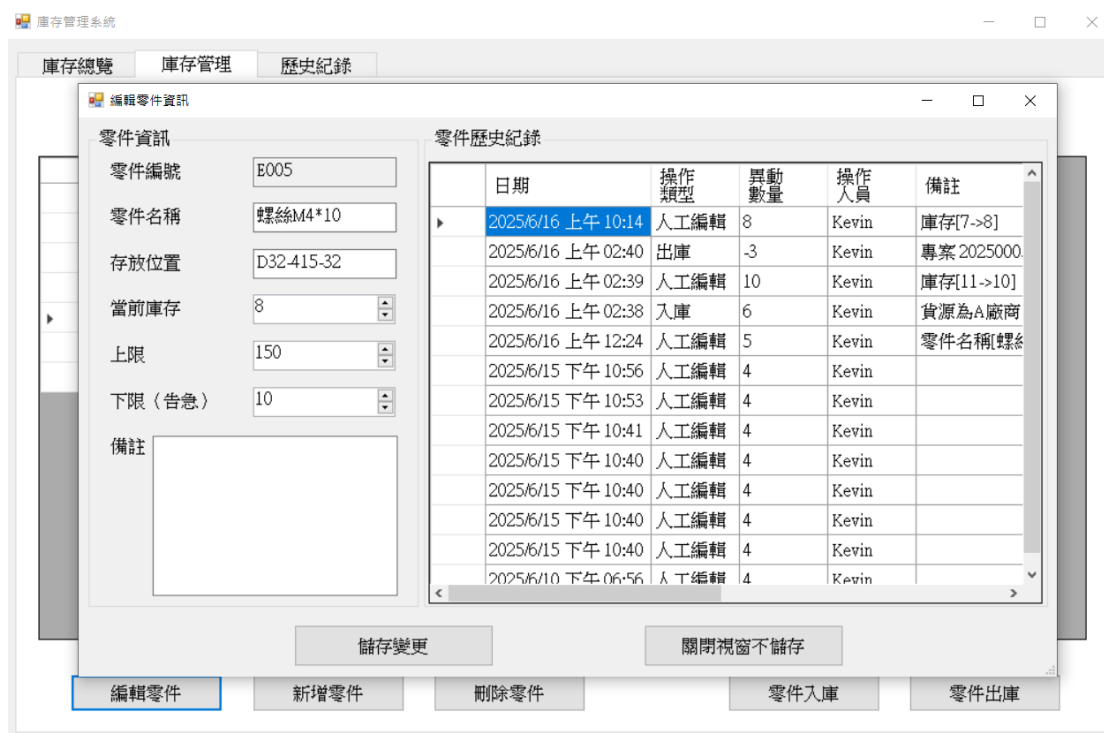 庫存管理系統
庫存總覽 庫存管理 歷史紀錄
編輯零件資訊
零件資訊
零件編號 E005
零件名稱 螺絲M4*10
存放位置 D32-415-32
當前庫存 8
上限 150
下限（告急） 10
備註
零件歷史紀錄
日期 操作類型 異動數量 操作人員 備註
2025/6/16 上午 10:14 人工編輯 8 Kevin 庫存[7->8]
2025/6/16 上午 02:40 出庫 -3 Kevin 專案 2025000
2025/6/16 上午 02:39 人工編輯 10 Kevin 庫存[11->10]
2025/6/16 上午 02:38 入庫 6 Kevin 貨源為A廠商
2025/6/16 上午 12:24 人工編輯 5 Kevin 零件名稱[螺絲
2025/6/15 下午 10:56 人工編輯 4 Kevin
2025/6/15 下午 10:53 人工編輯 4 Kevin
2025/6/15 下午 10:41 人工編輯 4 Kevin
2025/6/15 下午 10:40 人工編輯 4 Kevin
2025/6/15 下午 10:40 人工編輯 4 Kevin
2025/6/15 下午 10:40 人工編輯 4 Kevin
2025/6/15 下午 10:40 人工編輯 4 Kevin
2025/6/10 下午 06:56 人工編輯 4 Kevin
儲存變更 關閉視窗不儲存
編輯零件 新增零件 刪除零件 零件入庫 零件出庫